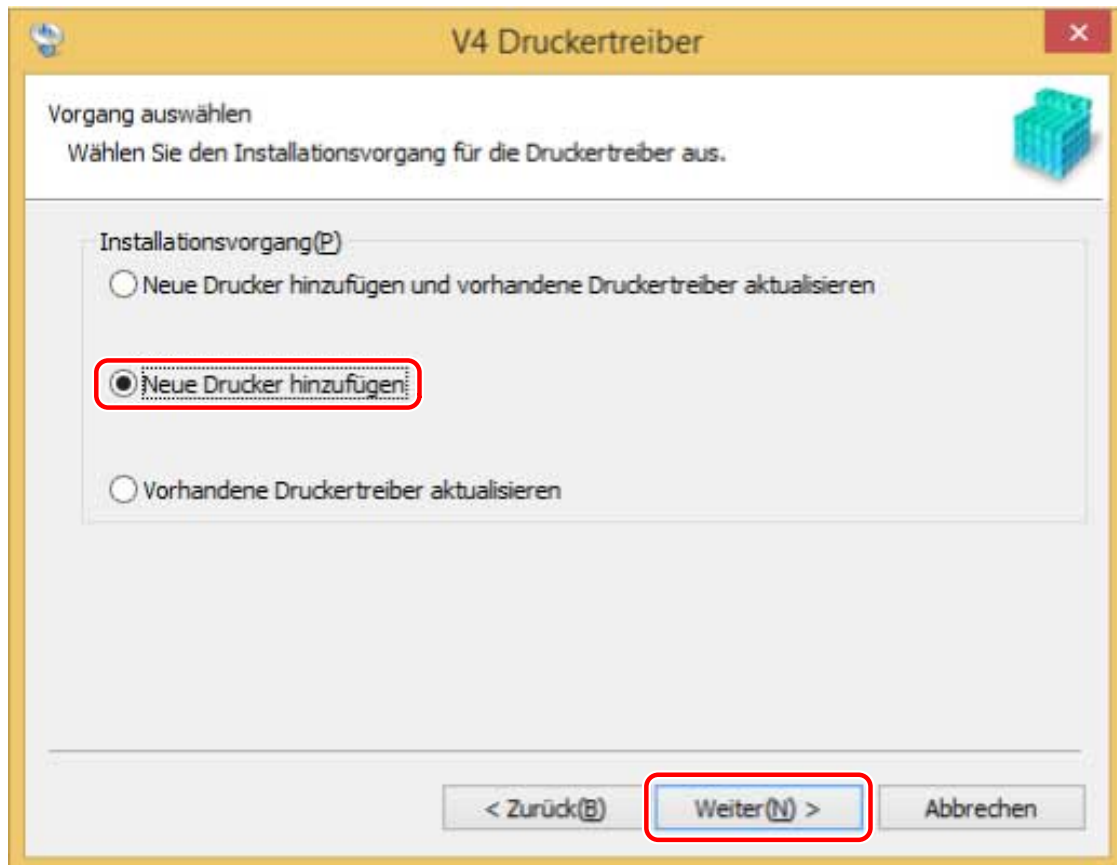 V4 Druckertreiber
Vorgang auswählen
Wählen Sie den Installationsvorgang für die Druckertreiber aus.
Installationsvorgang(P)
Neue Drucker hinzufügen und vorhandene Druckertreiber aktualisieren
Neue Drucker hinzufügen
Vorhandene Druckertreiber aktualisieren
< Zurück(B) Weiter(N) > Abbrechen